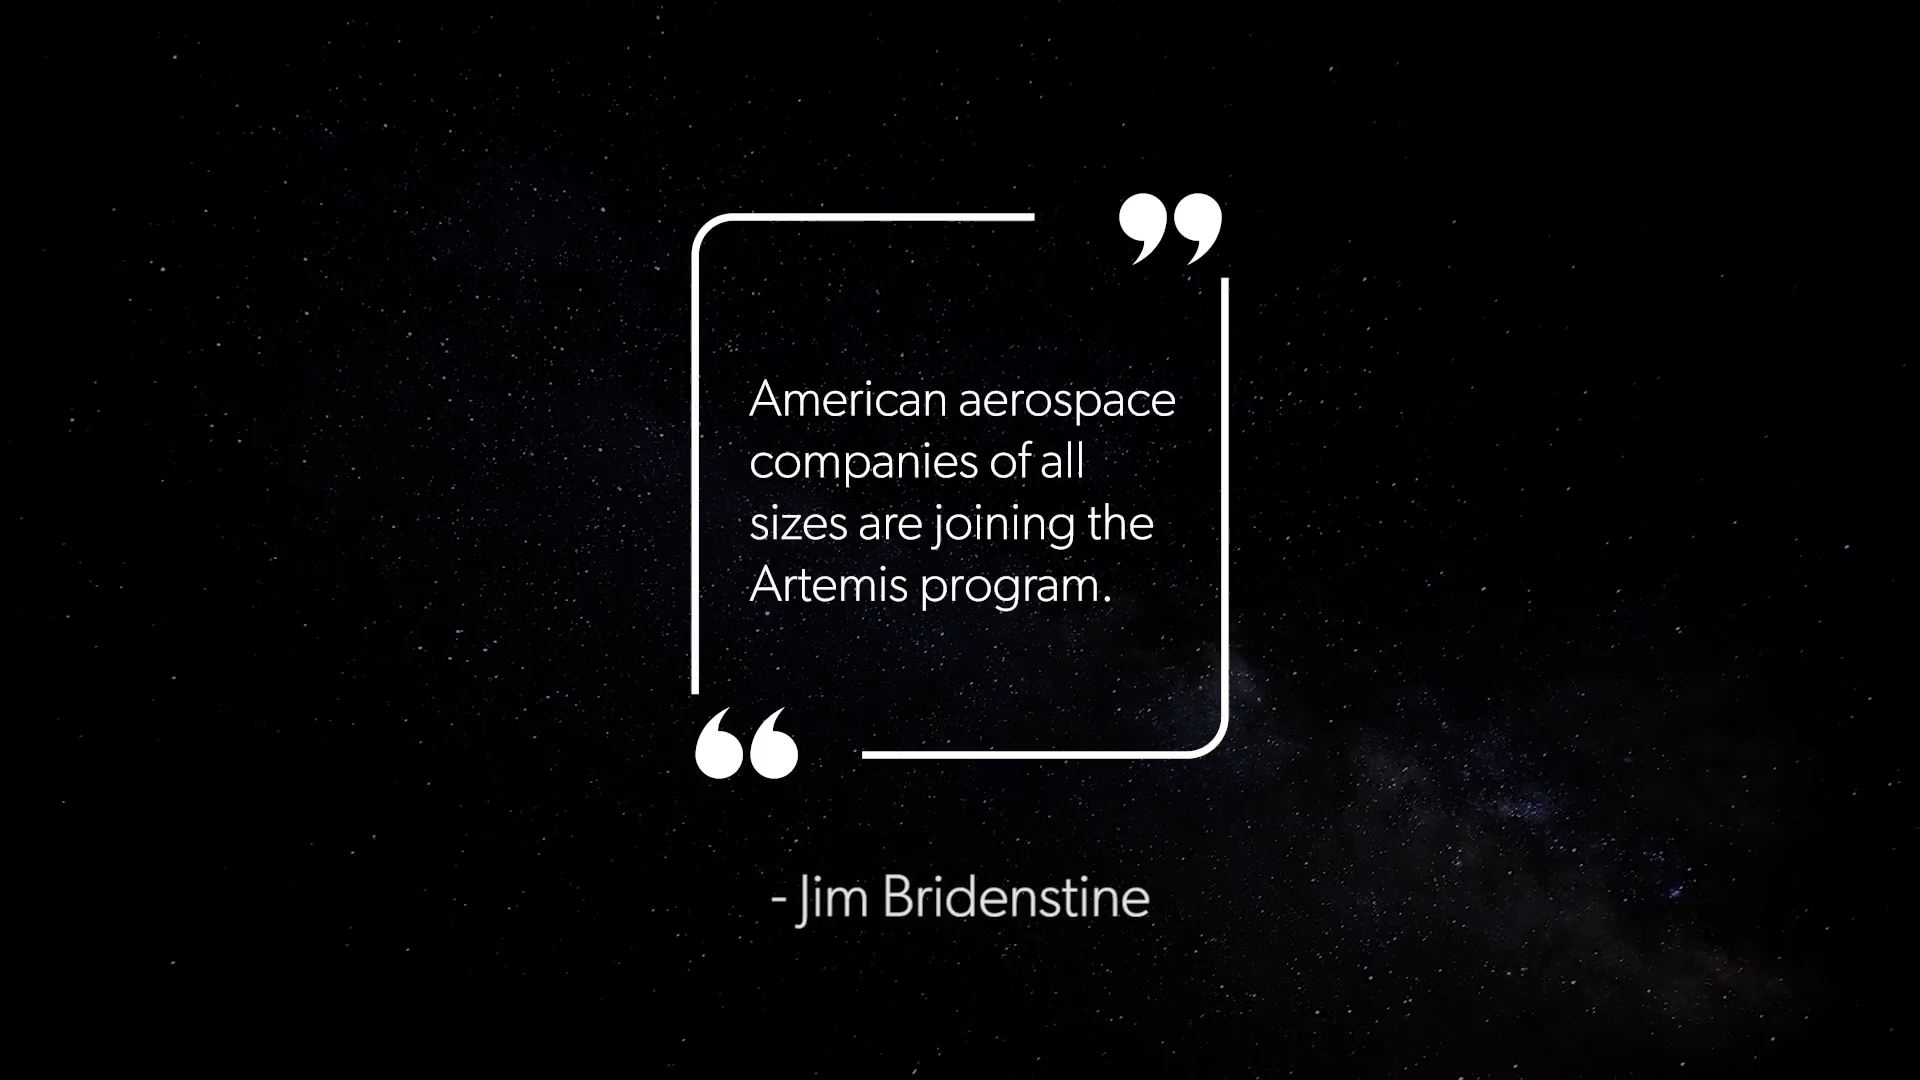 ”
American aerospace
companies of all
sizes are joining the
Artemis program.
“
- Jim Bridenstine